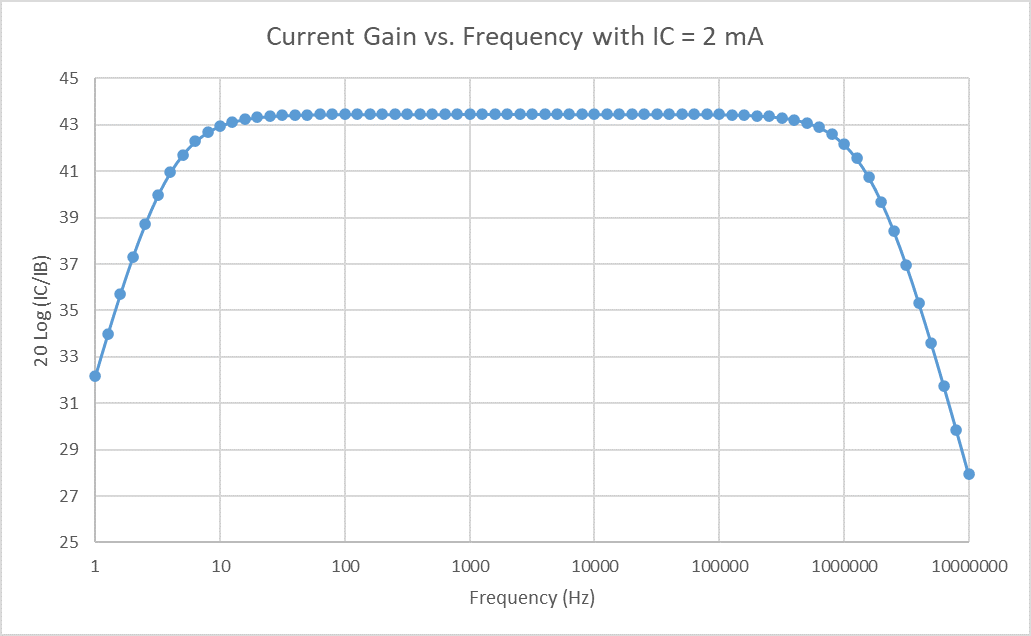 Current Gain vs. Frequency with IC = 2 mA
45
43
41
39
37
35
33
31
29
27
25
20 Log (IC/IB)
1 10 100 1000 10000 100000 1000000 10000000
Frequency (Hz)